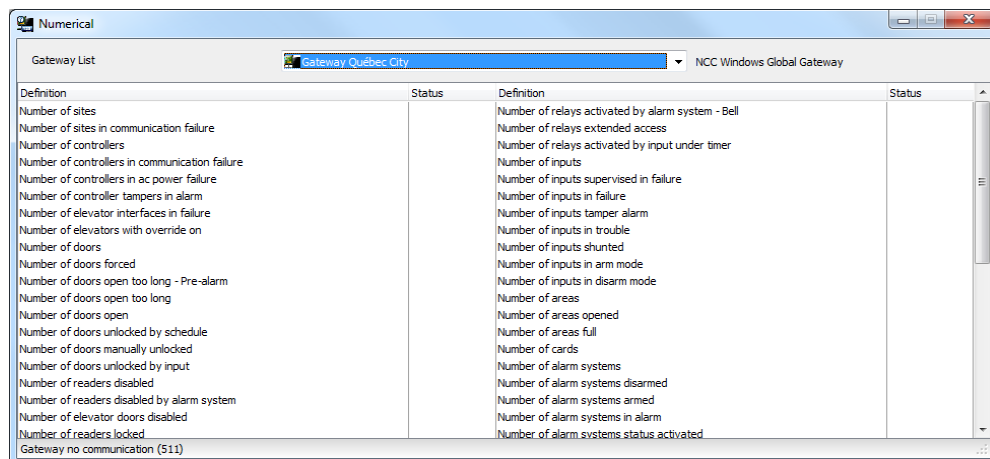 Numerical
Gateway List
Gateway Québec City
NCC Windows Global Gateway
Definition Status Definition Status
Number of sites Number of relays activated by alarm system - Bell
Number of sites in communication failure Number of relays extended access
Number of controllers Number of relays activated by input under timer
Number of controllers in communication failure Number of inputs
Number of controllers in ac power failure Number of inputs supervised in failure
Number of controller tampers in alarm Number of inputs in failure
Number of elevator interfaces in failure Number of inputs tamper alarm
Number of elevators with override on Number of inputs in trouble
Number of doors Number of inputs shunted
Number of doors forced Number of inputs in arm mode
Number of doors open too long - Pre-alarm Number of inputs in disarm mode
Number of doors open too long Number of areas
Number of doors open Number of areas opened
Number of doors unlocked by schedule Number of areas full
Number of doors manually unlocked Number of cards
Number of doors unlocked by input Number of alarm systems
Number of readers disabled Number of alarm systems disarmed
Number of readers disabled by alarm system Number of alarm systems armed
Number of elevator doors disabled Number of alarm systems in alarm
Number of readers locked Number of alarm systems status activated
Gateway no communication (511)